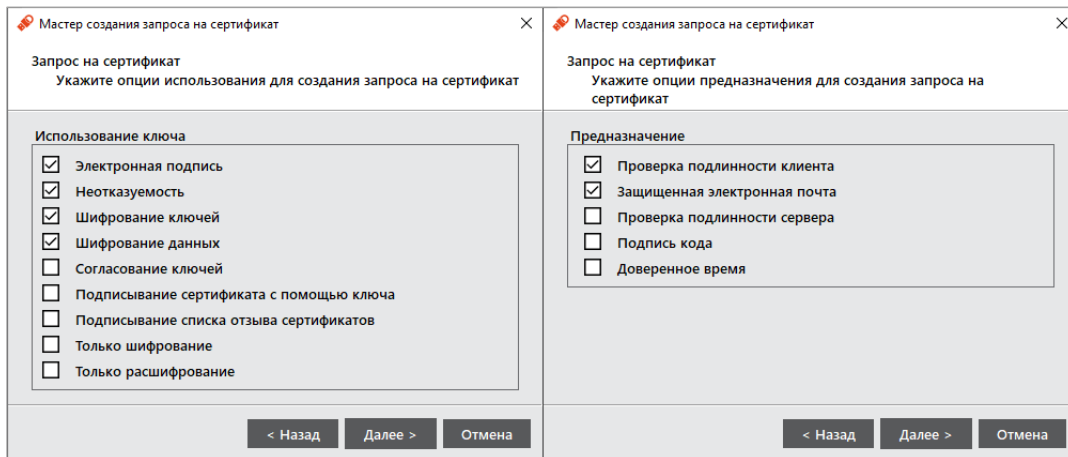 Мастер создания запроса на сертификат
Запрос на сертификат
Укажите опции использования для создания запроса на сертификат
Использование ключа
Электронная подпись
Неотказуемость
Шифрование ключей
Шифрование данных
Согласование ключей
Подписывание сертификата с помощью ключа
Подписывание списка отзыва сертификатов
Только шифрование
Только расшифрование
< Назад
Далее >
Отмена
Мастер создания запроса на сертификат
Запрос на сертификат
Укажите опции предназначения для создания запроса на
сертификат
Предназначение
Проверка подлинности клиента
Защищенная электронная почта
Проверка подлинности сервера
Подпись кода
Доверенное время
< Назад
Далее >
Отмена